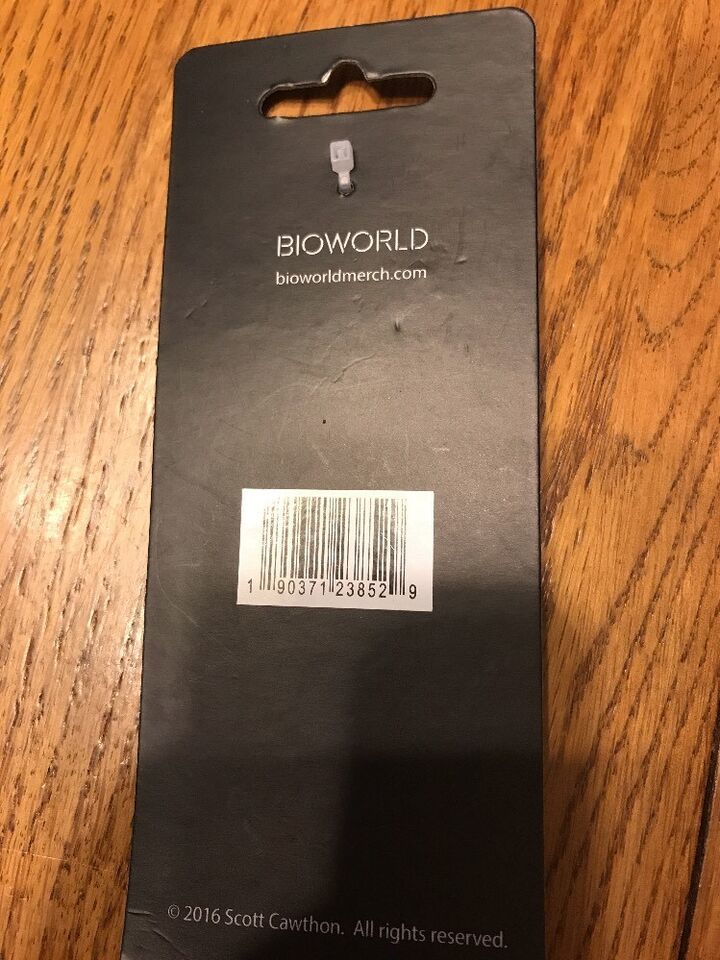 BIOWORLD
bioworldmerch.com
1 90371 23852 9
© 2016 Scott Cawthon. All rights reserved.